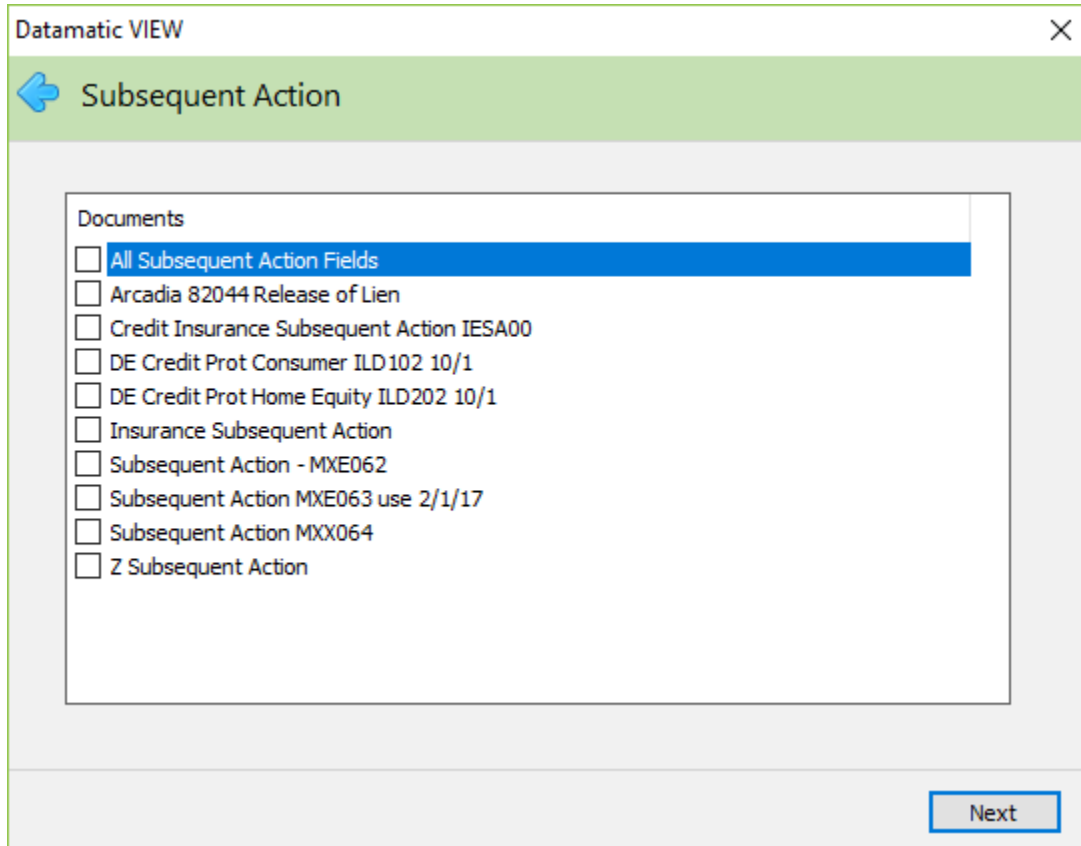 Datamatic VIEW
Subsequent Action
Documents
All Subsequent Action Fields
Arcadia 82044 Release of Lien
Credit Insurance Subsequent Action IESA00
DE Credit Prot Consumer ILD102 10/1
DE Credit Prot Home Equity ILD202 10/1
Insurance Subsequent Action
Subsequent Action - MXE062
Subsequent Action MXE063 use 2/1/17
Subsequent Action MXX064
Z Subsequent Action
Next